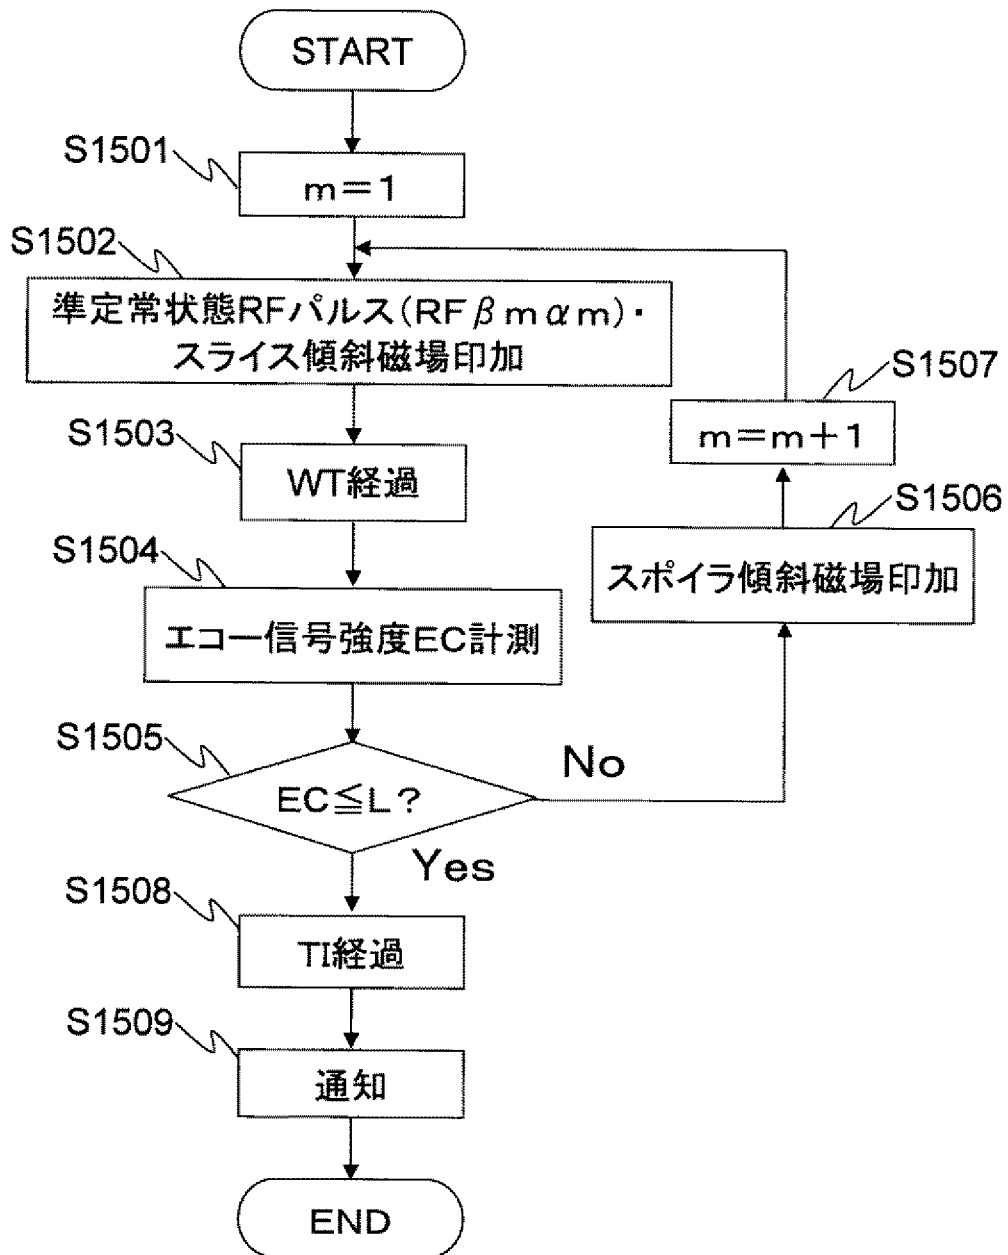 START
S1501
m=1
S1502
準定常状態RFパルス(RFβmαm)・
スライス傾斜磁場印加
S1503
WT経過
S1504
エコー信号強度EC計測
S1505
EC≦L?
No
Yes
S1506
スポイラ傾斜磁場印加
S1507
m=m+1
S1508
TI経過
S1509
通知
END